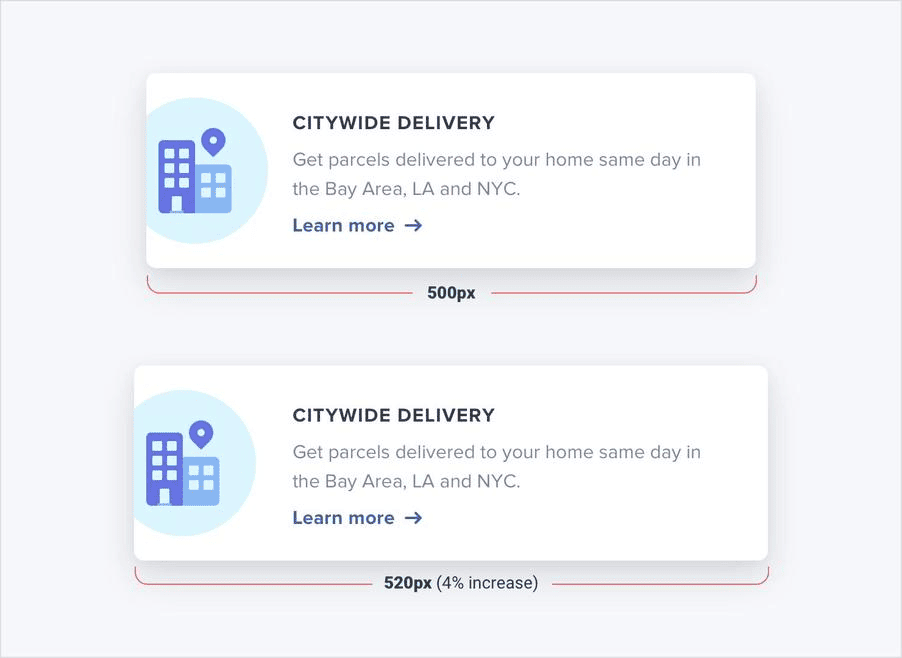 CITYWIDE DELIVERY
Get parcels delivered to your home same day in
the Bay Area, LA and NYC.
Learn more →
500px
CITYWIDE DELIVERY
Get parcels delivered to your home same day in
the Bay Area, LA and NYC.
Learn more →
520px (4% increase)